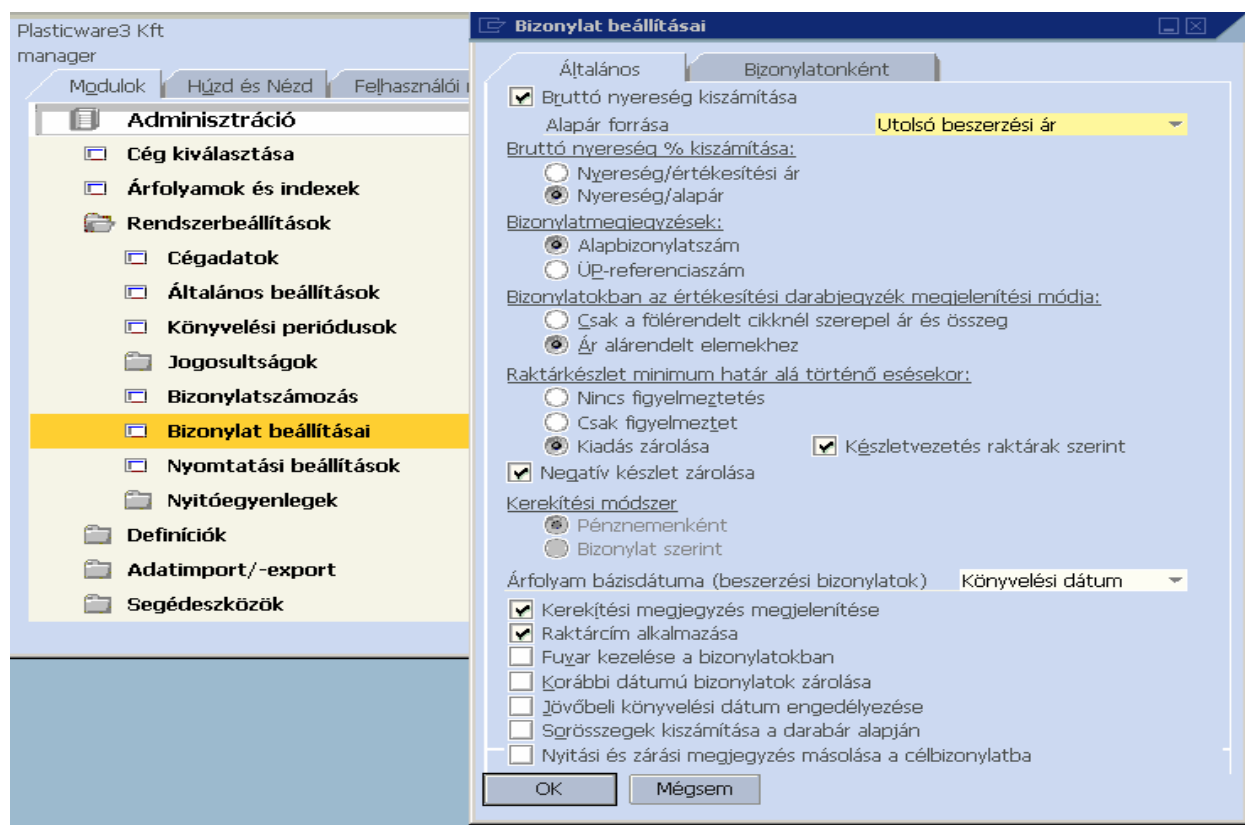 Plasticware3 Kft
manager
Modulok Húzd és Nézd Felhasználói
Adminisztráció
Cég kiválasztása
Árfolyamok és indexek
Rendszerbeállítások
Cégadatok
Általános beállítások
Könyvelési periódusok
Jogosultságok
Bizonylatszámozás
Bizonylat beállításai
Nyomtatási beállítások
Nyitóegyenlegek
Definíciók
Adatimport/-export
Segédeszközök
Bizonylat beállításai
Általános Bizonylatonként
Bruttó nyereség kiszámítása
Alapár forrása Utolsó beszerzési ár
Bruttó nyereség % kiszámítása:
Nyereség/értékesítési ár
Nyereség/alapár
Bizonylatmegjegyzések:
Alapbizonylatszám
ÜP-referenciaszám
Bizonylatokban az értékesítési darabjegyzék megjelenítési módja:
Csak a fölérendelt cikknél szerepel ár és összeg
Ár alárendelt elemekhez
Raktárkészlet minimum határ alá történő esésekor:
Nincs figyelmeztetés
Csak figyelmeztet
Kiadás zárolása Készletvezetés raktárak szerint
Negatív készlet zárolása
Kerekítési módszer
Pénznemenként
Bizonylat szerint
Árfolyam bázisdátuma (beszerzési bizonylatok) Könyvelési dátum
Kerekítési megjegyzés megjelenítése
Raktárcím alkalmazása
Fuvar kezelése a bizonylatokban
Korábbi dátumú bizonylatok zárolása
Jövőbeli könyvelési dátum engedélyezése
Sorösszegek kiszámítása a darabár alapján
Nyitási és zárási megjegyzés másolása a célbizonylatba
OK Mégsem